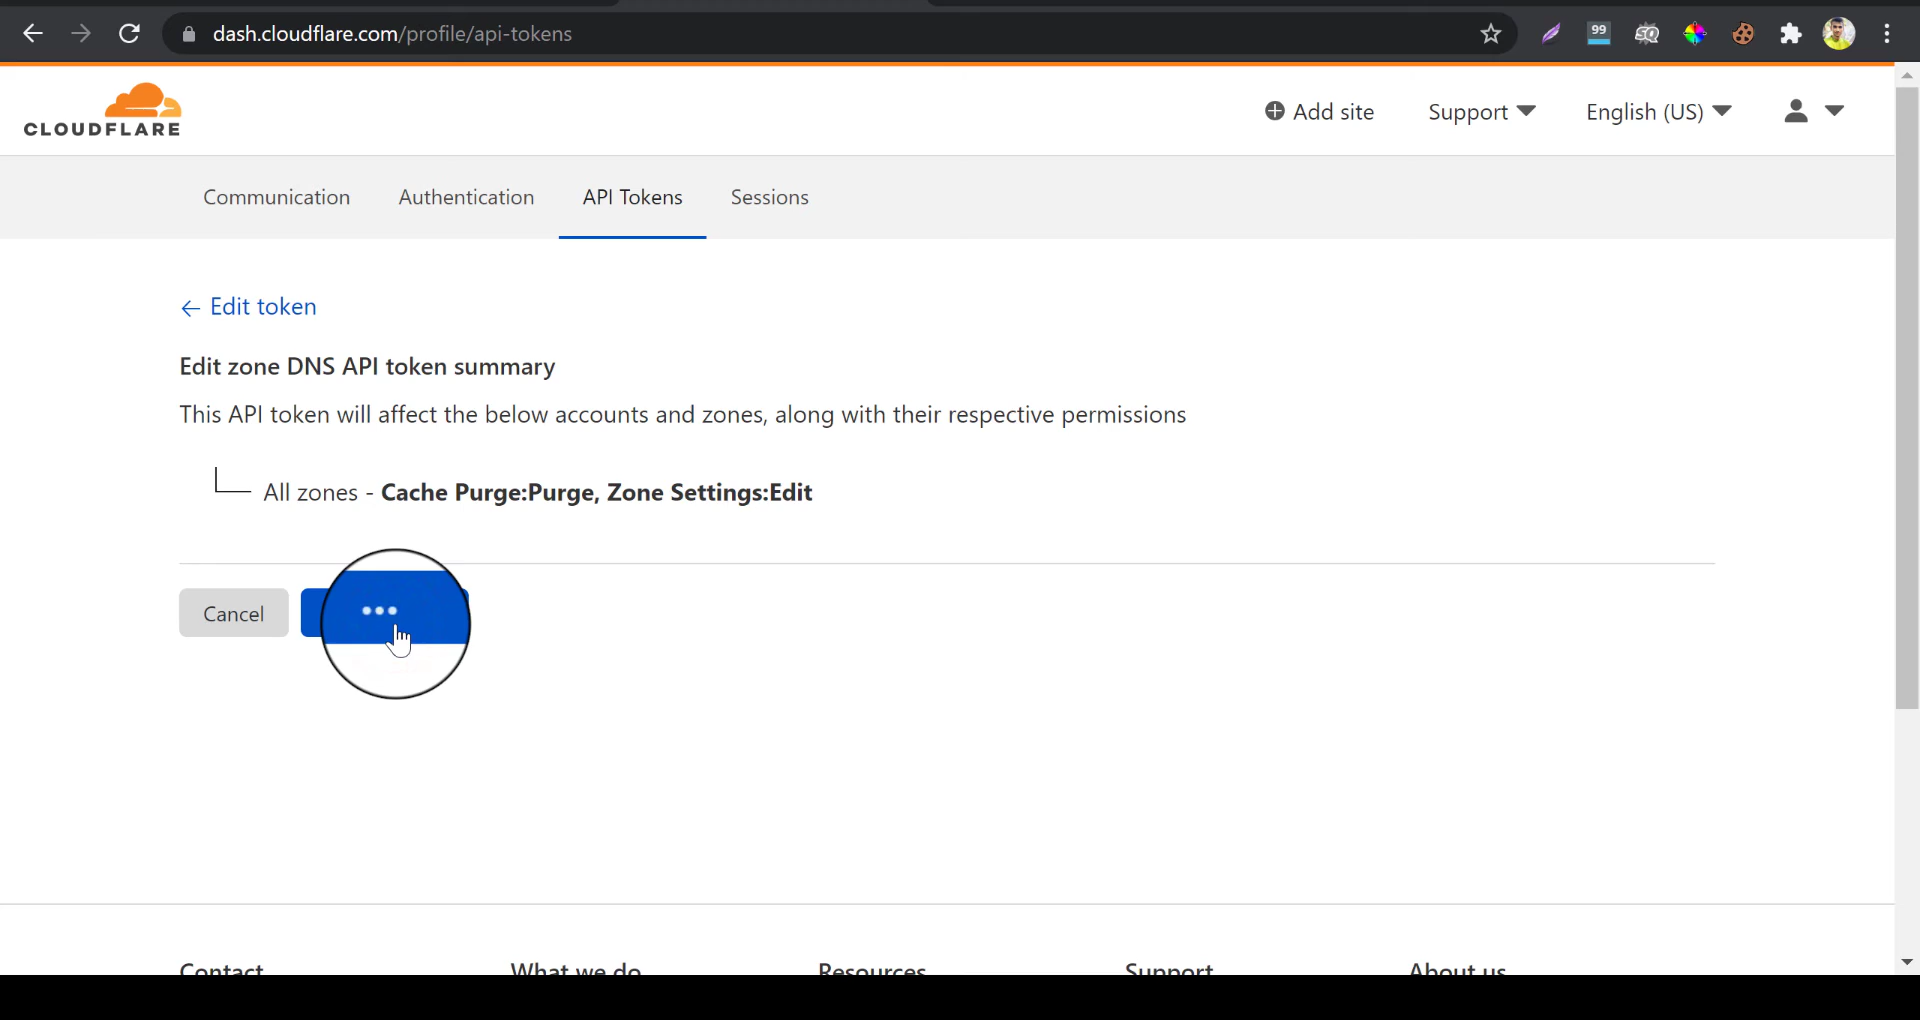 dash.cloudflare.com/profile/api-tokens
99
SQ
CLOUDFLARE
Add site
Support
English (US)
Communication
Authentication
API Tokens
Sessions
← Edit token
Edit zone DNS API token summary
This API token will affect the below accounts and zones, along with their respective permissions
All zones - Cache Purge:Purge, Zone Settings:Edit
Cancel
Contact
What we do
Resources
Support
About us